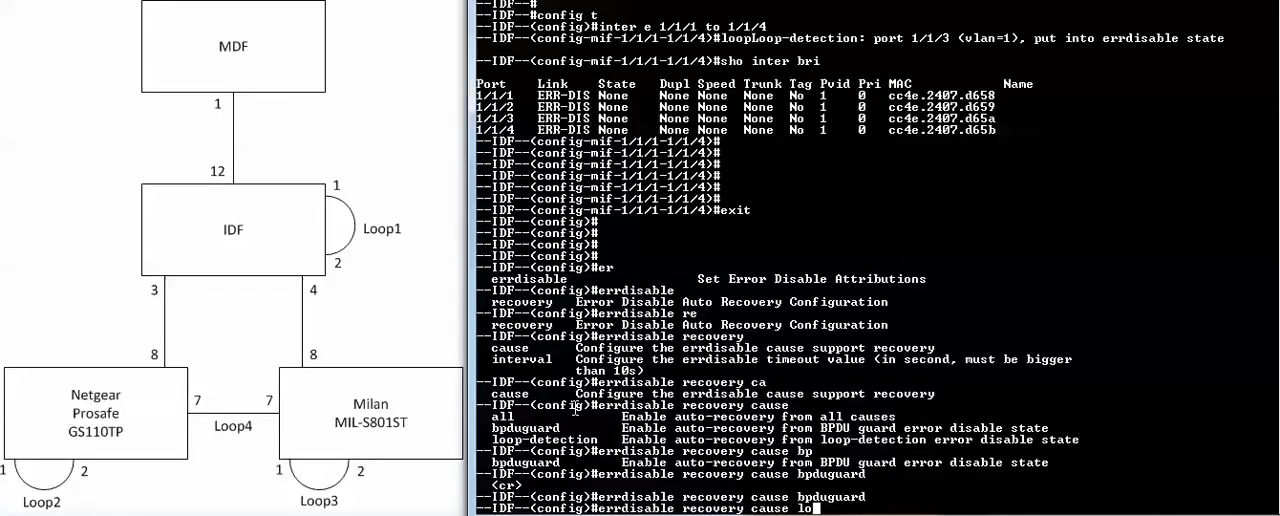 MDF
1
12
IDF
1
Loop1
2
3
4
8
8
Netgear
Prosafe
GS110TP
7
7
Loop4
Milan
MIL-S801ST
1
2
Loop2
1
2
Loop3
--IDF--#
--IDF--#config t
--IDF--(config)#inter e 1/1/1 to 1/1/4
--IDF--(config-mif-1/1/1-1/1/4)#loopLoop-detection: port 1/1/3 (vlan=1), put into errdisable state
--IDF--(config-mif-1/1/1-1/1/4)#sho inter bri
Port Link State Dupl Speed Trunk Tag Pvid Pri MAC Name
1/1/1 ERR-DIS None None None None No 1 0 cc4e.2407.d658
1/1/2 ERR-DIS None None None None No 1 0 cc4e.2407.d659
1/1/3 ERR-DIS None None None None No 1 0 cc4e.2407.d65a
1/1/4 ERR-DIS None None None None No 1 0 cc4e.2407.d65b
--IDF--(config-mif-1/1/1-1/1/4)#
--IDF--(config-mif-1/1/1-1/1/4)#
--IDF--(config-mif-1/1/1-1/1/4)#
--IDF--(config-mif-1/1/1-1/1/4)#
--IDF--(config-mif-1/1/1-1/1/4)#
--IDF--(config-mif-1/1/1-1/1/4)#
--IDF--(config-mif-1/1/1-1/1/4)#exit
--IDF--(config)#
--IDF--(config)#
--IDF--(config)#
--IDF--(config)#
--IDF--(config)#er
errdisable Set Error Disable Attributions
--IDF--(config)#errdisable
recovery Error Disable Auto Recovery Configuration
--IDF--(config)#errdisable re
recovery Error Disable Auto Recovery Configuration
--IDF--(config)#errdisable recovery
cause Configure the errdisable cause support recovery
interval Configure the errdisable timeout value (in second, must be bigger
than 10s)
--IDF--(config)#errdisable recovery ca
cause Configure the errdisable cause support recovery
--IDF--(config)#errdisable recovery cause
all Enable auto-recovery from all causes
bpduguard Enable auto-recovery from BPDU guard error disable state
loop-detection Enable auto-recovery from loop-detection error disable state
--IDF--(config)#errdisable recovery cause bp
bpduguard Enable auto-recovery from BPDU guard error disable state
--IDF--(config)#errdisable recovery cause bpduguard
<cr>
--IDF--(config)#errdisable recovery cause bpduguard
--IDF--(config)#errdisable recovery cause lo